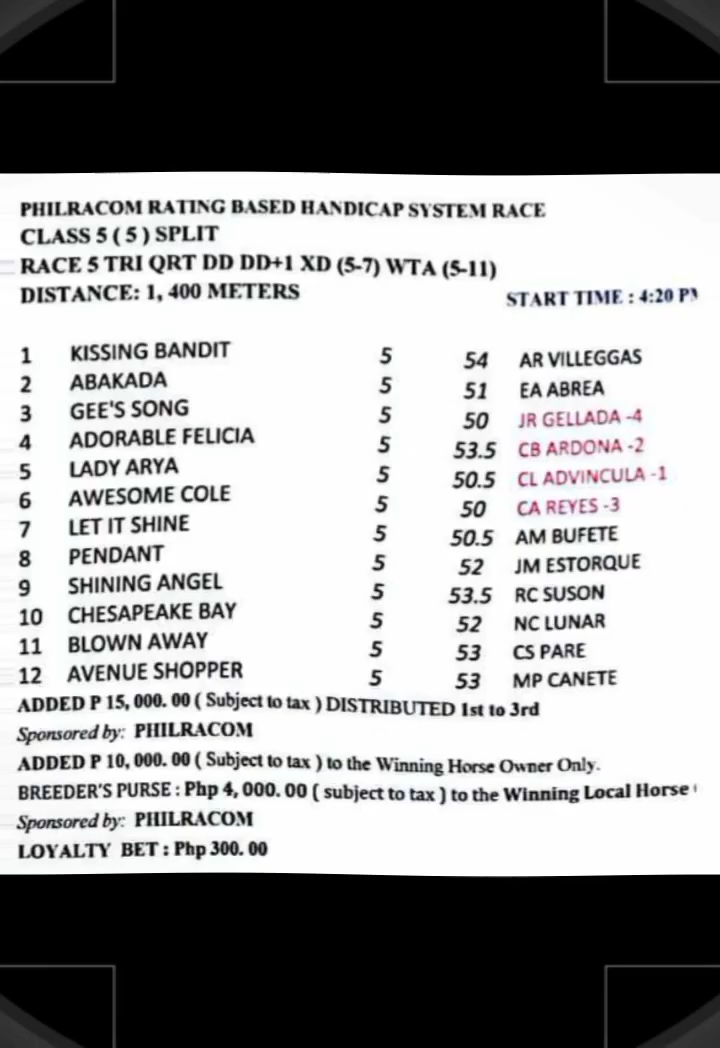 PHILRACOM RATING BASED HANDICAP SYSTEM RACE
CLASS 5 ( 5 ) SPLIT
RACE 5 TRI QRT DD DD+1 XD (5-7) WTA (5-11)
DISTANCE: 1, 400 METERS START TIME : 4:20 PM
1 KISSING BANDIT 5 54 AR VILLEGGAS
2 ABAKADA 5 51 EA ABREA
3 GEE'S SONG 5 50 JR GELLADA -4
4 ADORABLE FELICIA 5 53.5 CB ARDONA -2
5 LADY ARYA 5 50.5 CL ADVINCULA -1
6 AWESOME COLE 5 50 CA REYES -3
7 LET IT SHINE 5 50.5 AM BUFETE
8 PENDANT 5 52 JM ESTORQUE
9 SHINING ANGEL 5 53.5 RC SUSON
10 CHESAPEAKE BAY 5 52 NC LUNAR
11 BLOWN AWAY 5 53 CS PARE
12 AVENUE SHOPPER 5 53 MP CANETE
ADDED P 15, 000. 00 ( Subject to tax ) DISTRIBUTED 1st to 3rd
Sponsored by: PHILRACOM
ADDED P 10, 000. 00 ( Subject to tax ) to the Winning Horse Owner Only.
BREEDER'S PURSE : Php 4, 000. 00 ( subject to tax ) to the Winning Local Horse
Sponsored by: PHILRACOM
LOYALTY BET : Php 300. 00